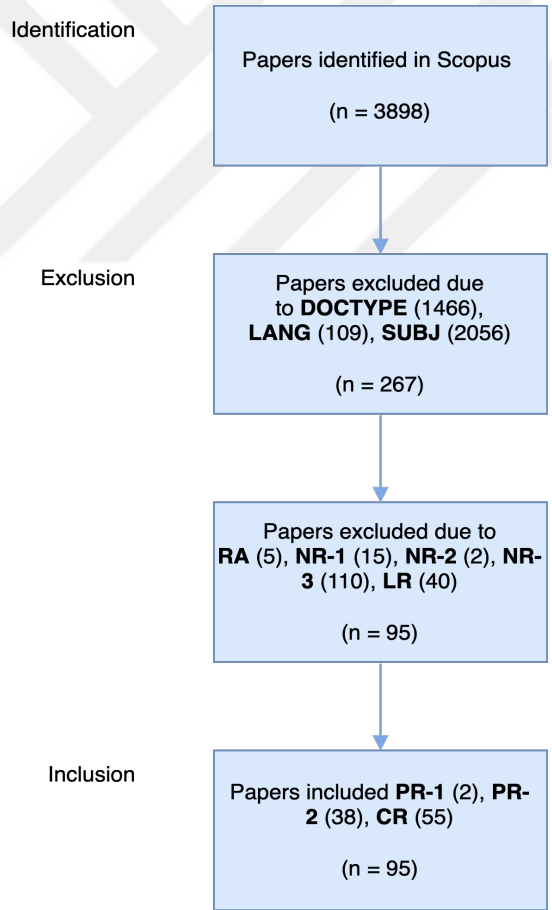 Identification
Papers identified in Scopus
(n = 3898)
Exclusion
Papers excluded due
to DOCTYPE (1466),
LANG (109), SUBJ (2056)
(n = 267)
Papers excluded due to
RA (5), NR-1 (15), NR-2 (2), NR-
3 (110), LR (40)
(n = 95)
Inclusion
Papers included PR-1 (2), PR-
2 (38), CR (55)
(n = 95)